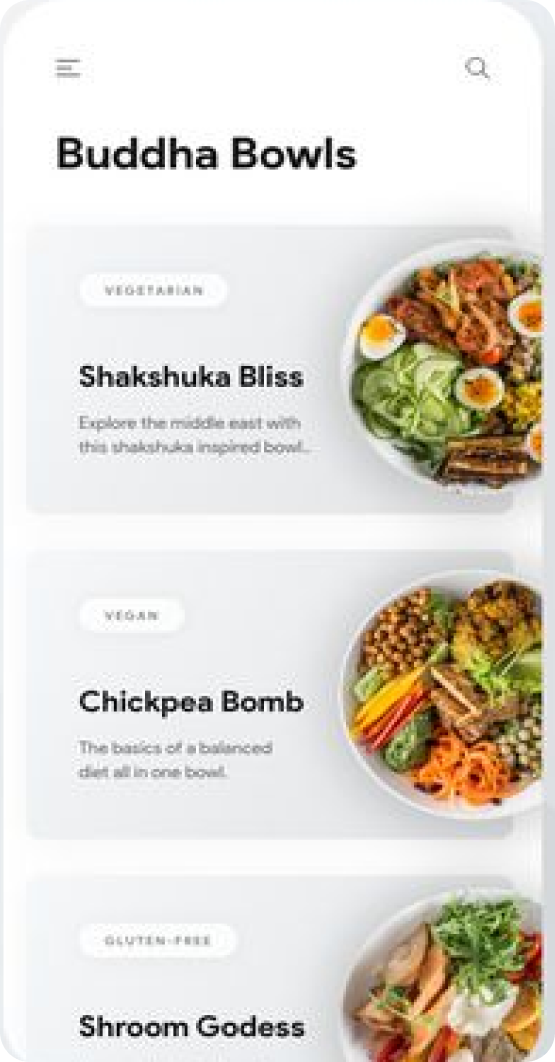 Buddha Bowls
VEGETARIAN
Shakshuka Bliss
Explore the middle east with
this shakshuka inspired bowl...
VEGAN
Chickpea Bomb
The basics of a balanced
diet all in one bowl.
GLUTEN-FREE
Shroom Godess